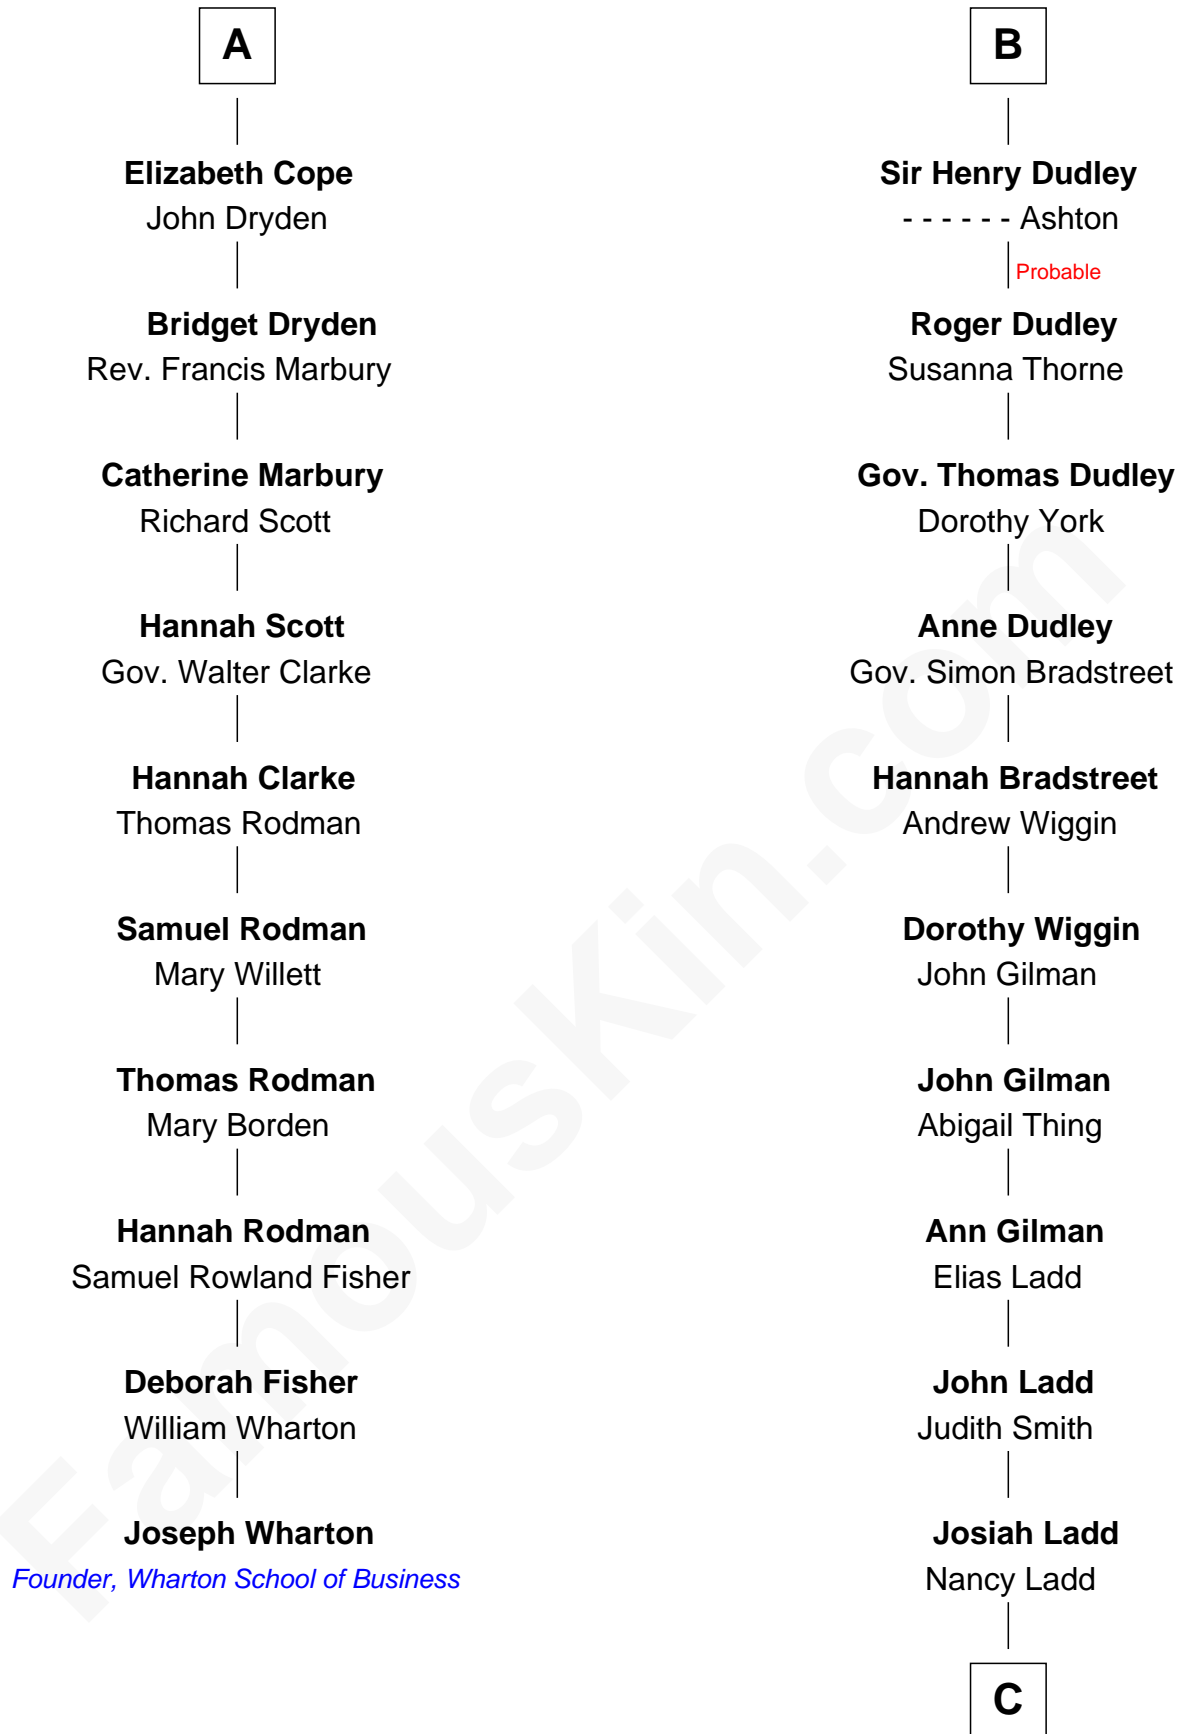 A
Elizabeth Cope
John Dryden
Bridget Dryden
Rev. Francis Marbury
Catherine Marbury
Richard Scott
Hannah Scott
Gov. Walter Clarke
Hannah Clarke
Thomas Rodman
Samuel Rodman
Mary Willett
Thomas Rodman
Mary Borden
Hannah Rodman
Samuel Rowland Fisher
Deborah Fisher
William Wharton
Joseph Wharton
Founder, Wharton School of Business
B
Sir Henry Dudley
- - - - - - Ashton
Probable
Roger Dudley
Susanna Thorne
Gov. Thomas Dudley
Dorothy York
Anne Dudley
Gov. Simon Bradstreet
Hannah Bradstreet
Andrew Wiggin
Dorothy Wiggin
John Gilman
John Gilman
Abigail Thing
Ann Gilman
Elias Ladd
John Ladd
Judith Smith
Josiah Ladd
Nancy Ladd
C
FamousKin.com